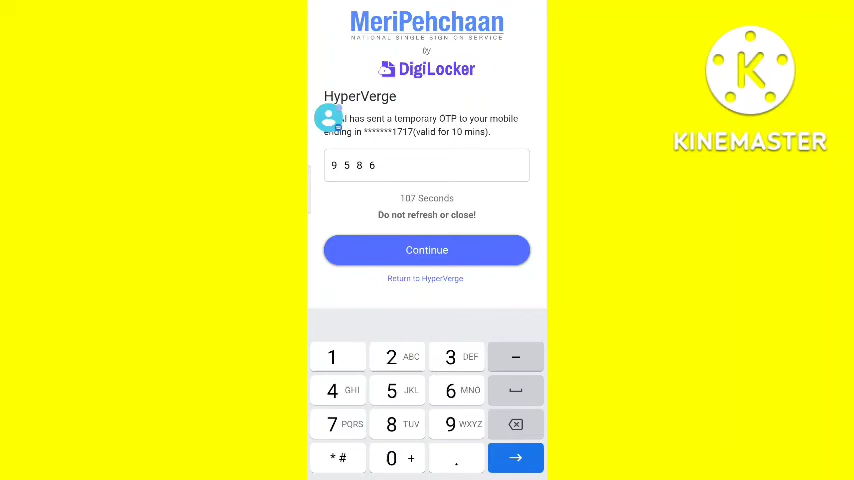 MeriPehchaan
NATIONAL SINGLE SIGN-ON SERVICE
by
DigiLocker
HyperVerge
has sent a temporary OTP to your mobile
ending in *******1717(valid for 10 mins).
9 5 8 6
107 Seconds
Do not refresh or close!
Continue
Return to HyperVerge
1 2 ABC 3 DEF –
4 GHI 5 JKL 6 MNO
7 PQRS 8 TUV 9 WXYZ
* # 0 + .
K
KINEMASTER